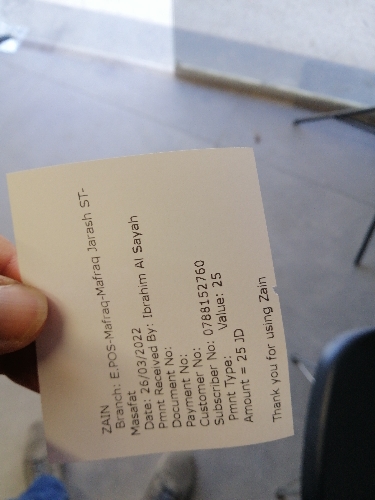 ZAIN
Branch: E.POS-Mafraq-Mafraq Jarash ST-
Masafat
Date: 26/03/2022
Pmnt Received By: Ibrahim Al Sayah
Document No:
Payment No:
Customer No:
Subscriber No: 0788152760
Pmnt Type: Value: 25
Amount = 25 JD
Thank you for using Zain